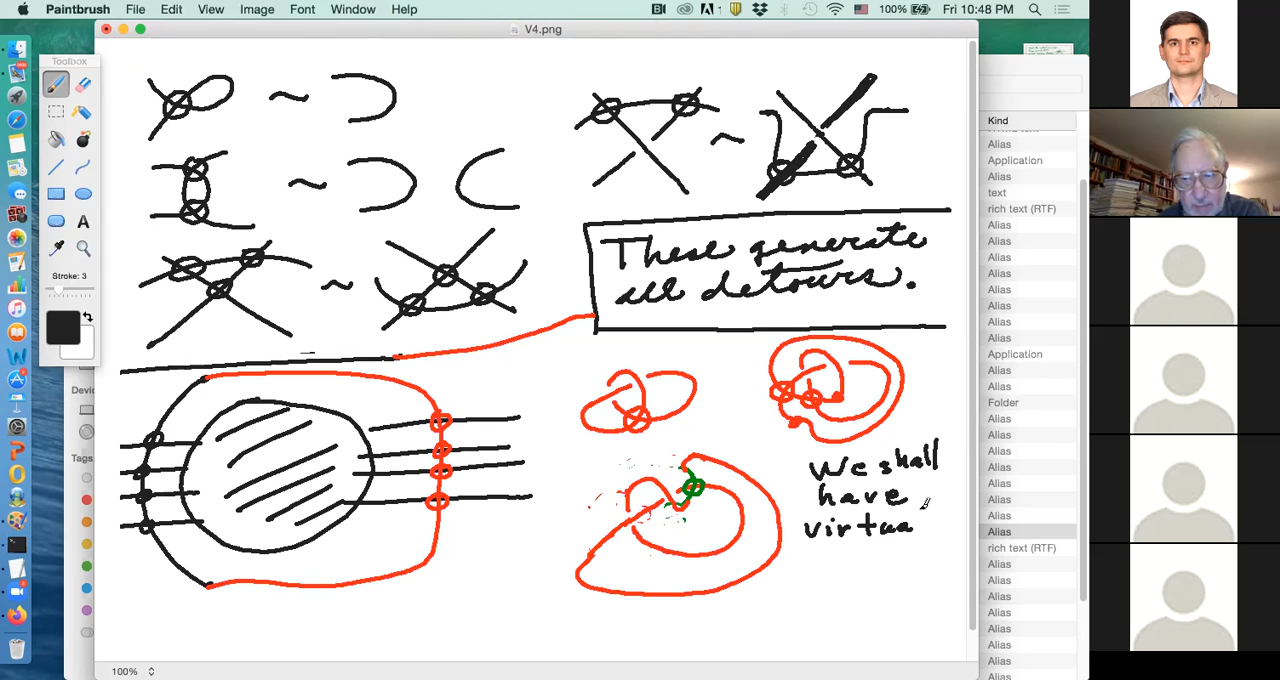 Paintbrush File Edit View Image Font Window Help
100% Fri 10:48 PM
V4.png
Toolbox
A
Stroke: 3
These generate
all detours.
We shall
have
virtua
100%
Devic
Tags
Kind
Alias
Application
Alias
text
rich text (RTF)
Alias
Alias
Alias
Alias
Alias
Alias
Alias
Alias
Application
Alias
Folder
Alias
Alias
Alias
Alias
Alias
Alias
Alias
Alias
rich text (RTF)
Alias
Alias
Alias
Alias
Alias
Alias
Alias
Alias